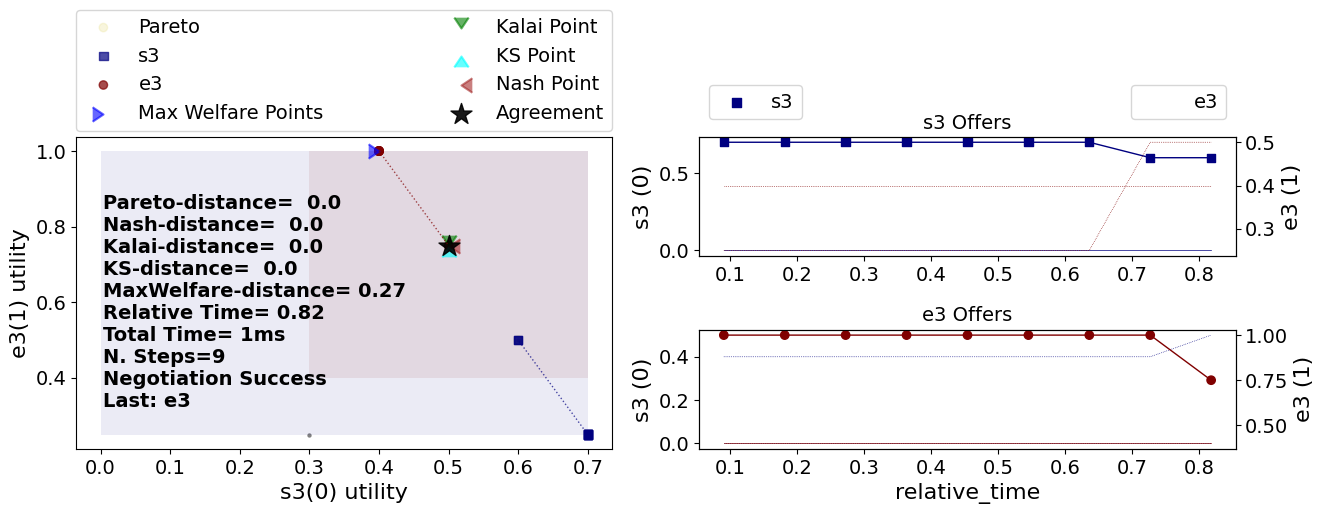 Pareto
s3
e3
Max Welfare Points
Kalai Point
KS Point
Nash Point
Agreement
1.0
0.8
0.6
0.4
e3(1) utility
Pareto-distance= 0.0
Nash-distance= 0.0
Kalai-distance= 0.0
KS-distance= 0.0
MaxWelfare-distance= 0.27
Relative Time= 0.82
Total Time= 1ms
N. Steps=9
Negotiation Success
Last: e3
0.0 0.1 0.2 0.3 0.4 0.5 0.6 0.7
s3(0) utility
s3
e3
s3 Offers
s3 (0)
0.5
0.0
0.5
0.4
0.3
e3 (1)
0.1 0.2 0.3 0.4 0.5 0.6 0.7 0.8
e3 Offers
s3 (0)
0.4
0.2
0.0
1.00
0.75
0.50
e3 (1)
0.1 0.2 0.3 0.4 0.5 0.6 0.7 0.8
relative_time